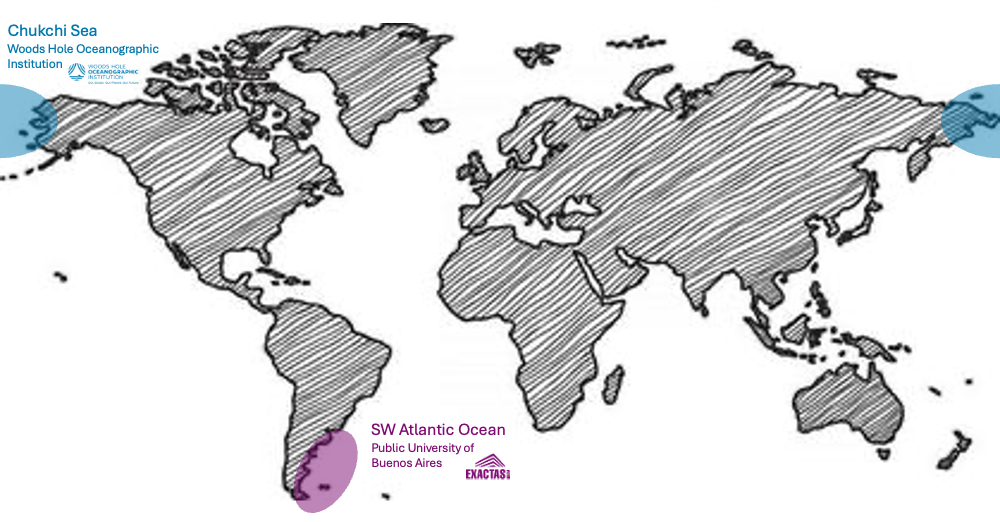 Chukchi Sea
Woods Hole Oceanographic
Institution
WOODS HOLE
OCEANOGRAPHIC
INSTITUTION
SW Atlantic Ocean
Public University of
Buenos Aires
EXACTAS